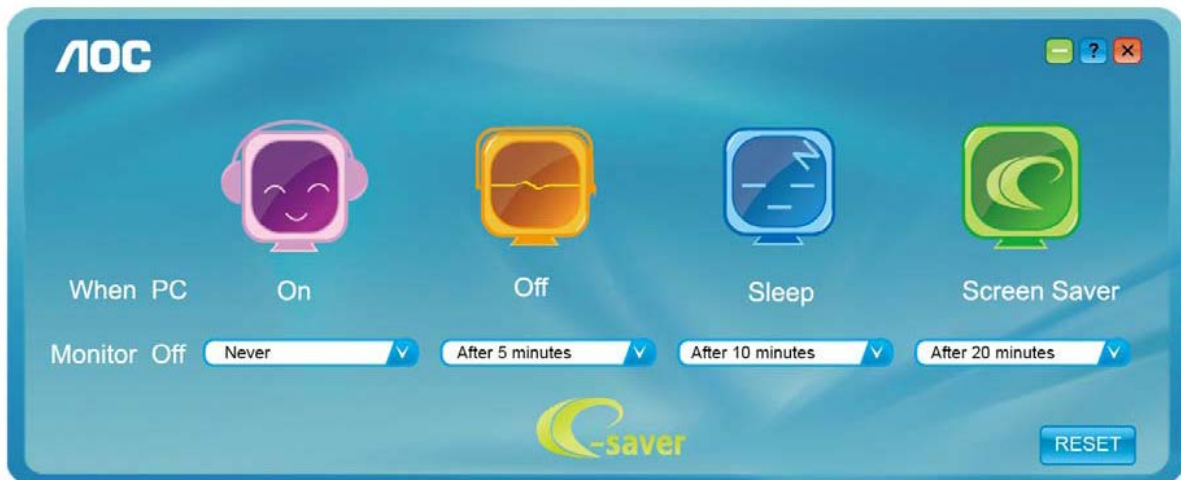 AOC
?
When PC On Off Sleep Screen Saver
Monitor Off Never After 5 minutes After 10 minutes After 20 minutes
e-saver
RESET